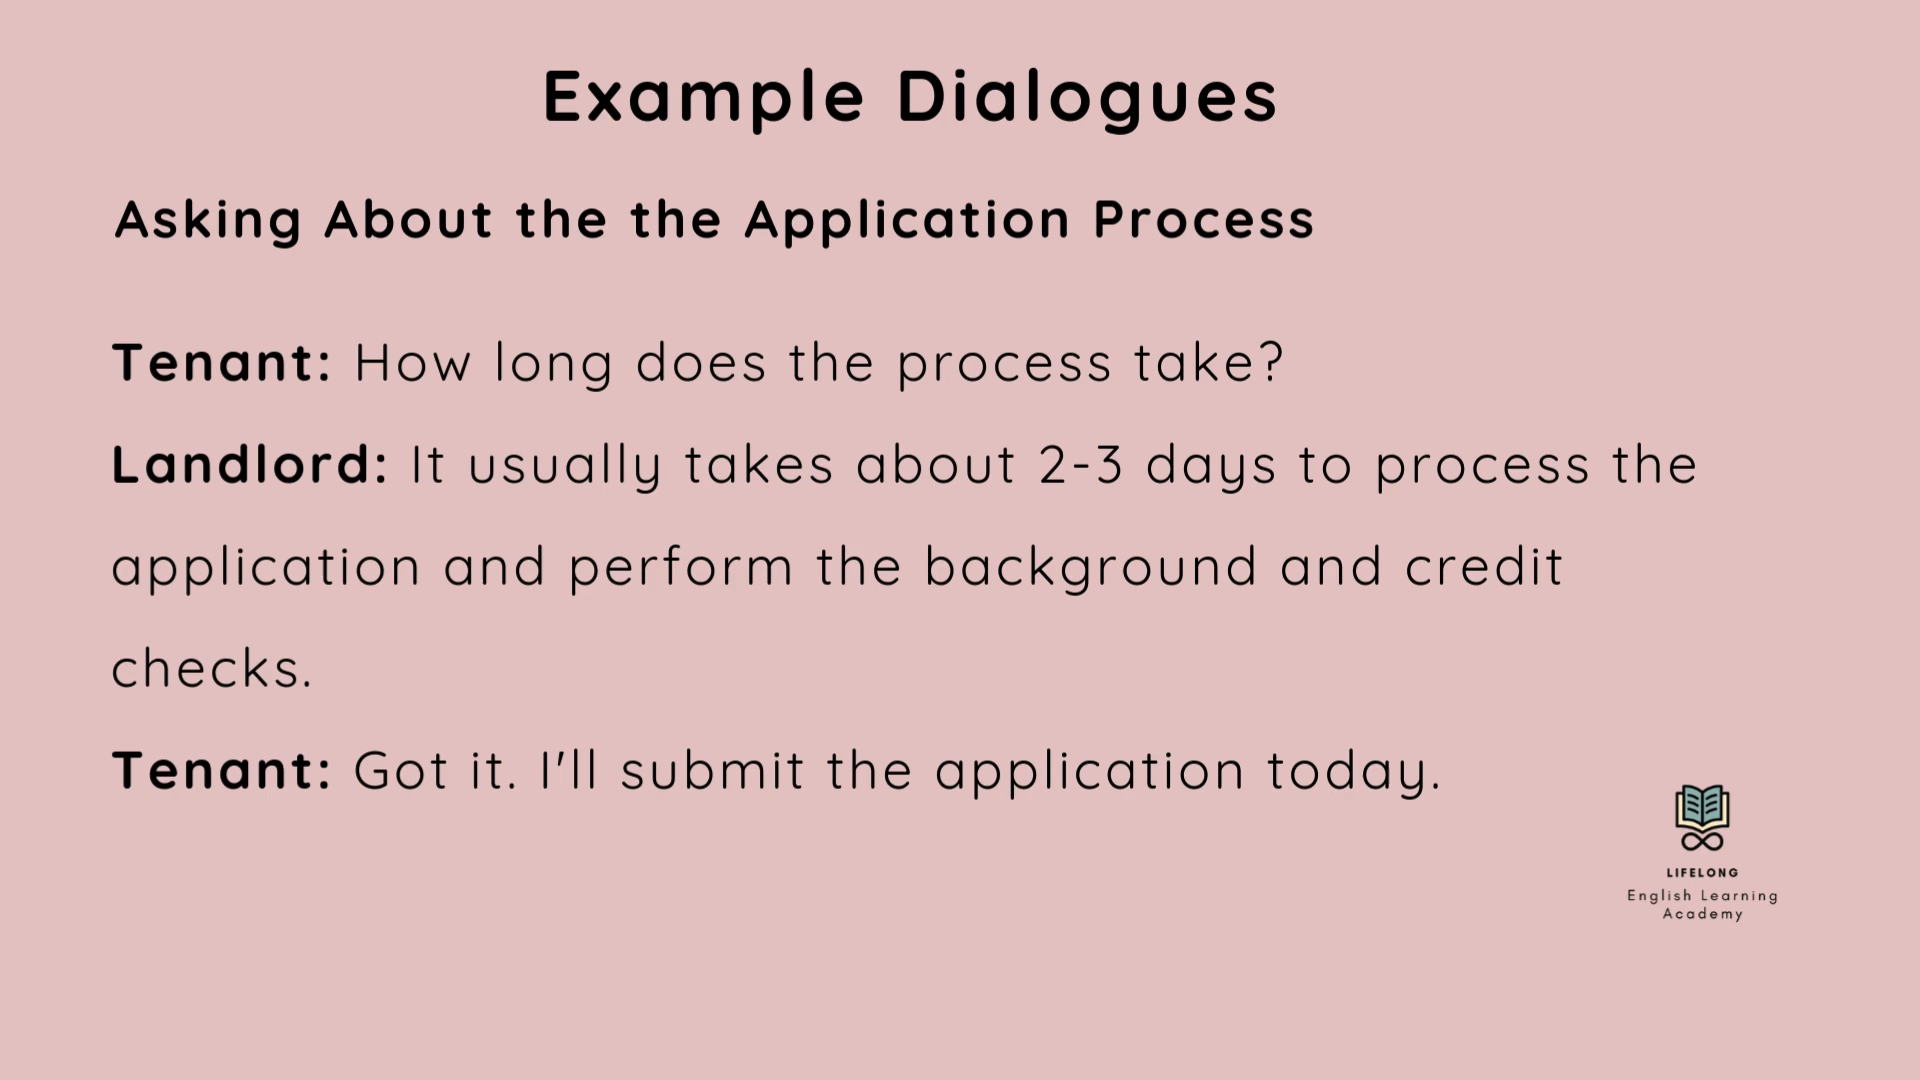 Example Dialogues
Asking About the the Application Process
Tenant: How long does the process take?
Landlord: It usually takes about 2-3 days to process the
application and perform the background and credit
checks.
Tenant: Got it. I'll submit the application today.
LIFELONG
English Learning
Academy